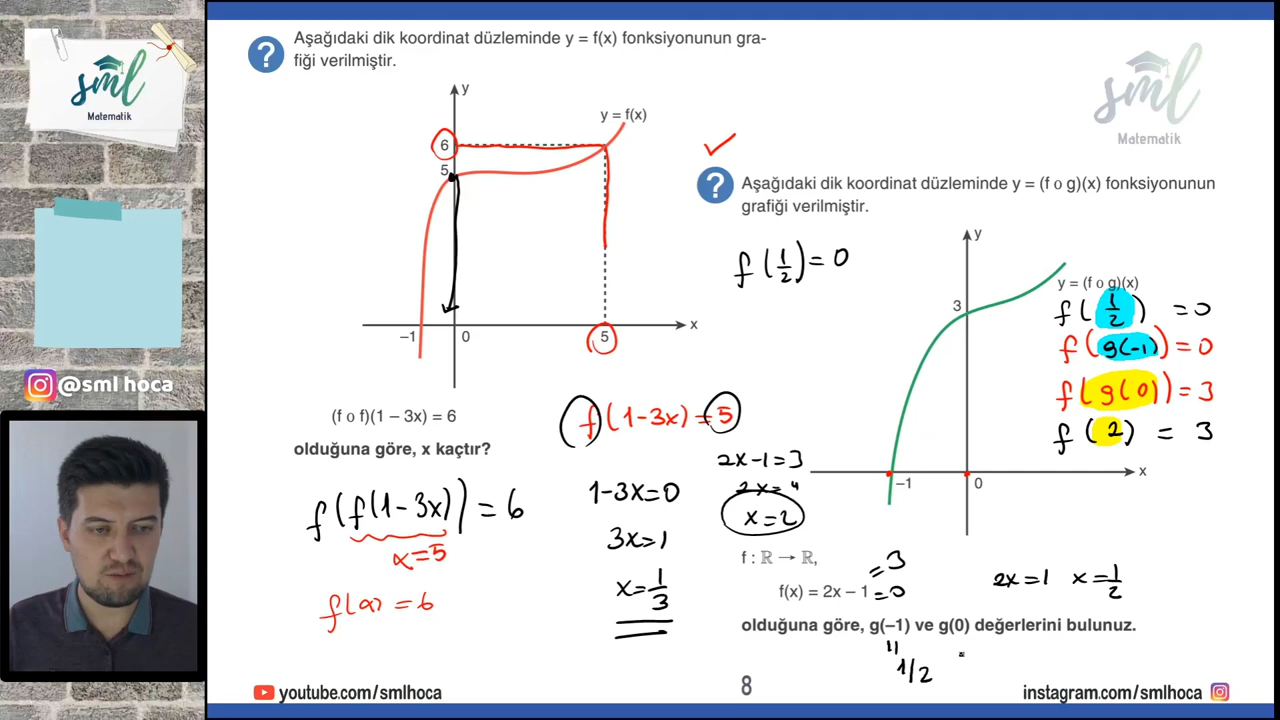 sml
Matematik
@sml hoca
Aşağıdaki dik koordinat düzleminde y = f(x) fonksiyonunun gra-
fiği verilmiştir.
y
y = f(x)
6
5
-1
0
5
x
(f o f)(1 – 3x) = 6
olduğuna göre, x kaçtır?
f(f(1-3x)) = 6
α=5
f(α) = 6
f(1-3x) = 5
1-3x=0
3x=1
x=1/3
sml
Matematik
Aşağıdaki dik koordinat düzleminde y = (f o g)(x) fonksiyonunun
grafiği verilmiştir.
f(1/2)=0
y
y = (f o g)(x)
3
-1
0
x
f(1/2) = 0
f(g(-1)) = 0
f(g(0)) = 3
f(2) = 3
2x-1=3
2x=4
x=2
f : ℝ → ℝ,
=3
f(x) = 2x – 1 =0
2x=1 x=1/2
olduğuna göre, g(–1) ve g(0) değerlerini bulunuz.
"
1/2
youtube.com/smlhoca
8
instagram.com/smlhoca